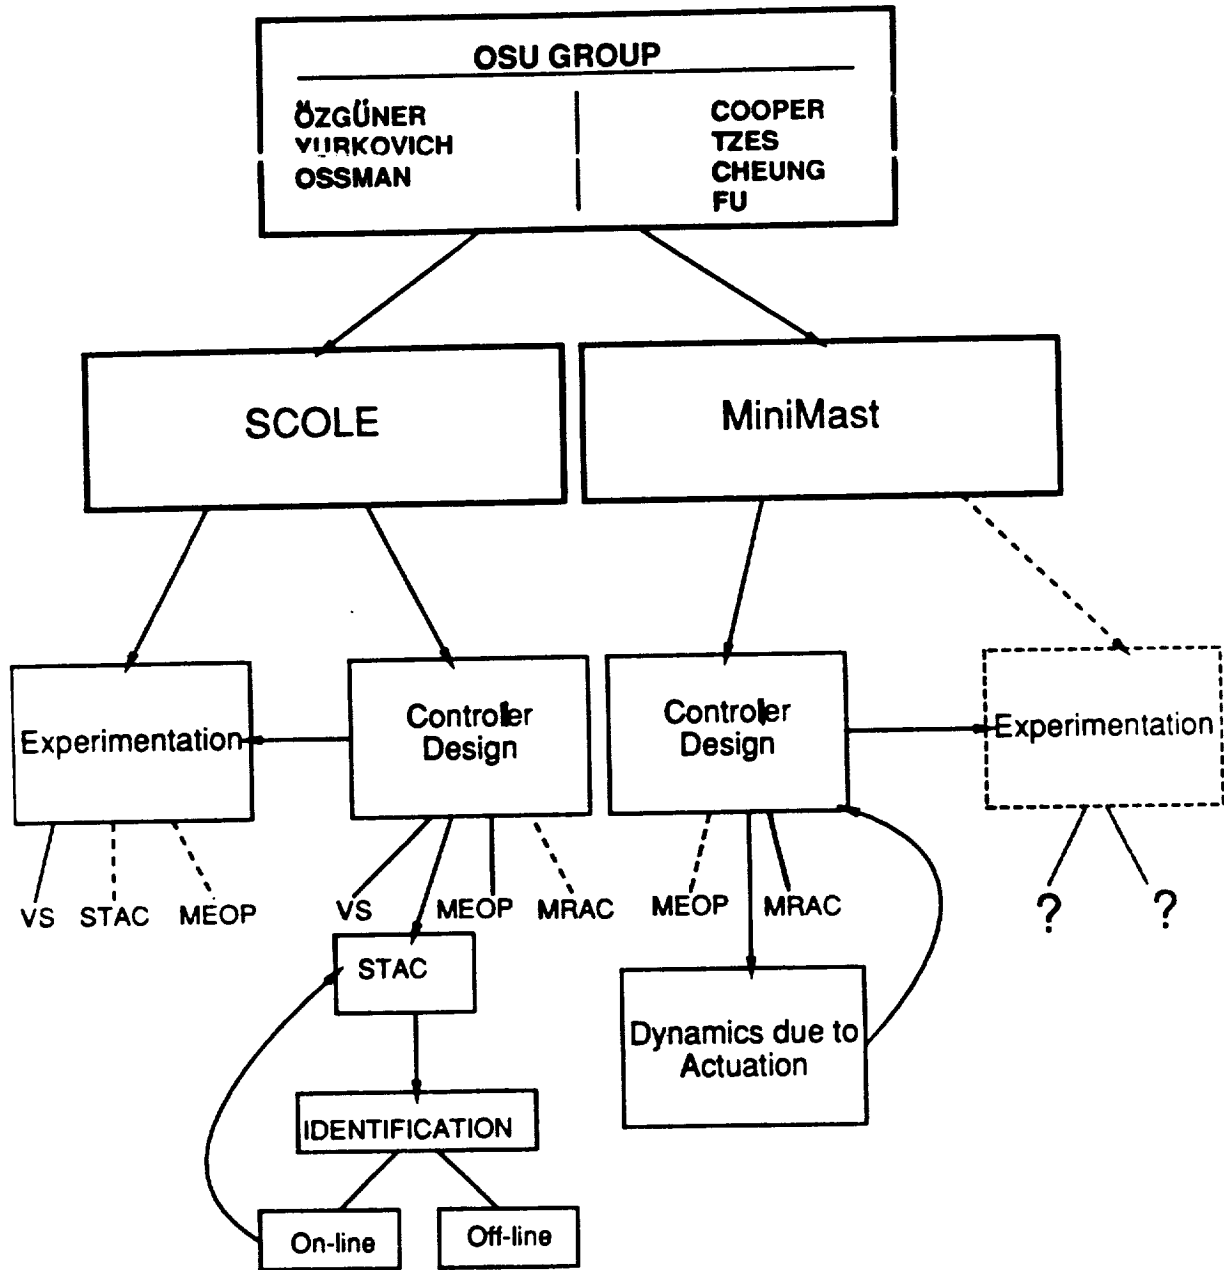 OSU GROUP
ÖZGÜNER
YURKOVICH
OSSMAN
COOPER
TZES
CHEUNG
FU
SCOLE
MiniMast
Experimentation
Controller
Design
Controller
Design
Experimentation
VS
STAC
MEOP
VS
MEOP
MRAC
MEOP
MRAC
?
?
STAC
Dynamics due to
Actuation
IDENTIFICATION
On-line
Off-line